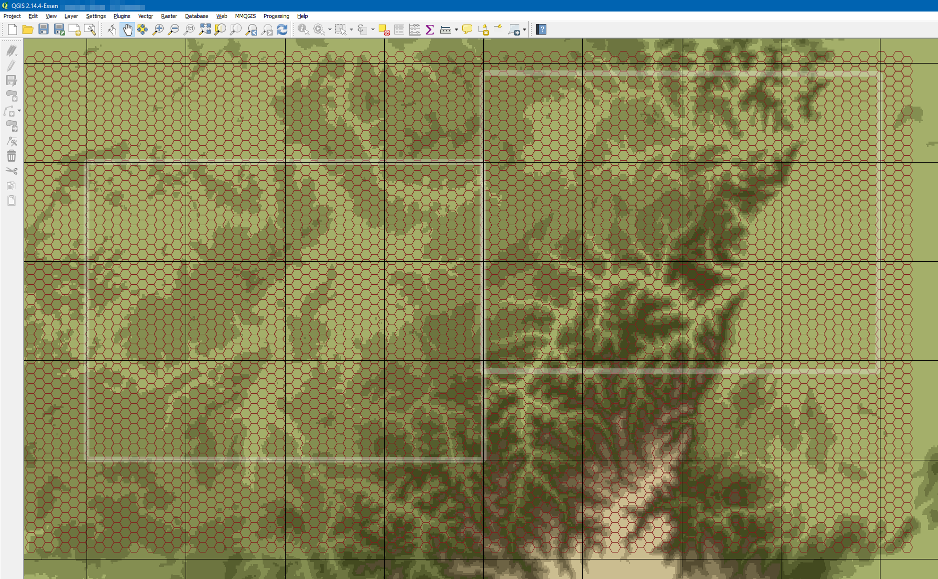 QGIS 2.14.4-Essen
Project Edit View Layer Settings Plugins Vector Raster Database Web MMQGIS Processing Help